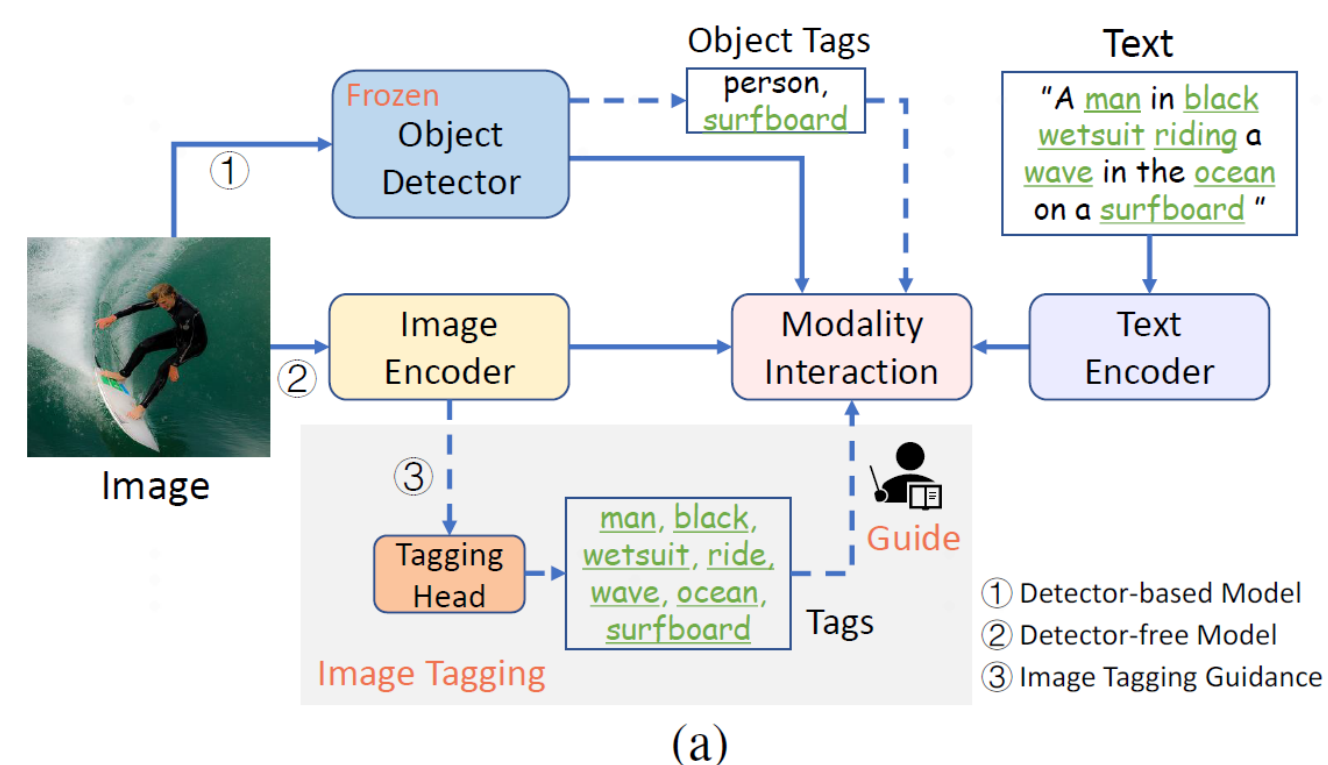 Object Tags
person,
surfboard
Text
"A man in black
wetsuit riding a
wave in the ocean
on a surfboard "
Frozen
Object
Detector
①
Image
②
Image
Encoder
Modality
Interaction
Text
Encoder
③
Tagging
Head
man, black,
wetsuit, ride,
wave, ocean,
surfboard
Tags
Guide
Image Tagging
① Detector-based Model
② Detector-free Model
③ Image Tagging Guidance
(a)